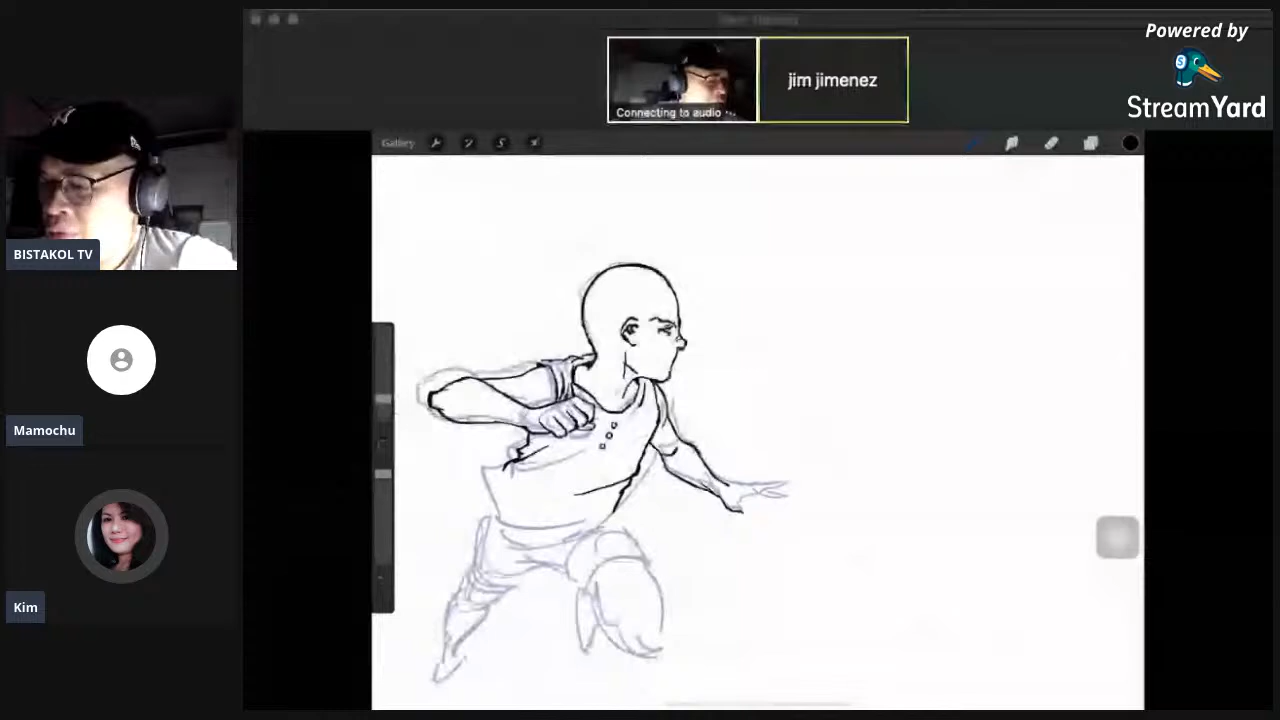 Powered by
StreamYard
jim jimenez
Connecting to audio ···
Gallery
BISTAKOL TV
Mamochu
Kim